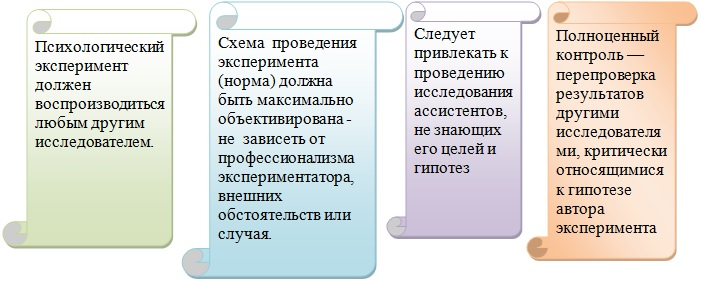 Психологический
эксперимент
должен
воспроизводиться
любым другим
исследователем.
Схема проведения
эксперимента
(норма) должна
быть максимально
объективирована -
не зависеть от
профессионализма
экспериментатора,
внешних
обстоятельств или
случая.
Следует
привлекать к
проведению
исследования
ассистентов,
не знающих
его целей и
гипотез
Полноценный
контроль —
перепроверка
результатов
другими
исследователя
ми, критически
относящимися
к гипотезе
автора
эксперимента